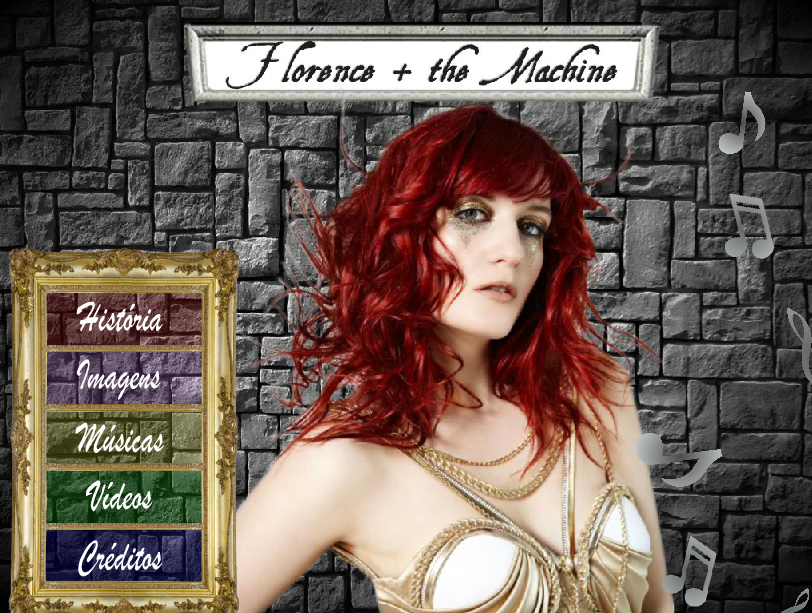 Florence + the Machine
História
Imagens
Músicas
Vídeos
Créditos